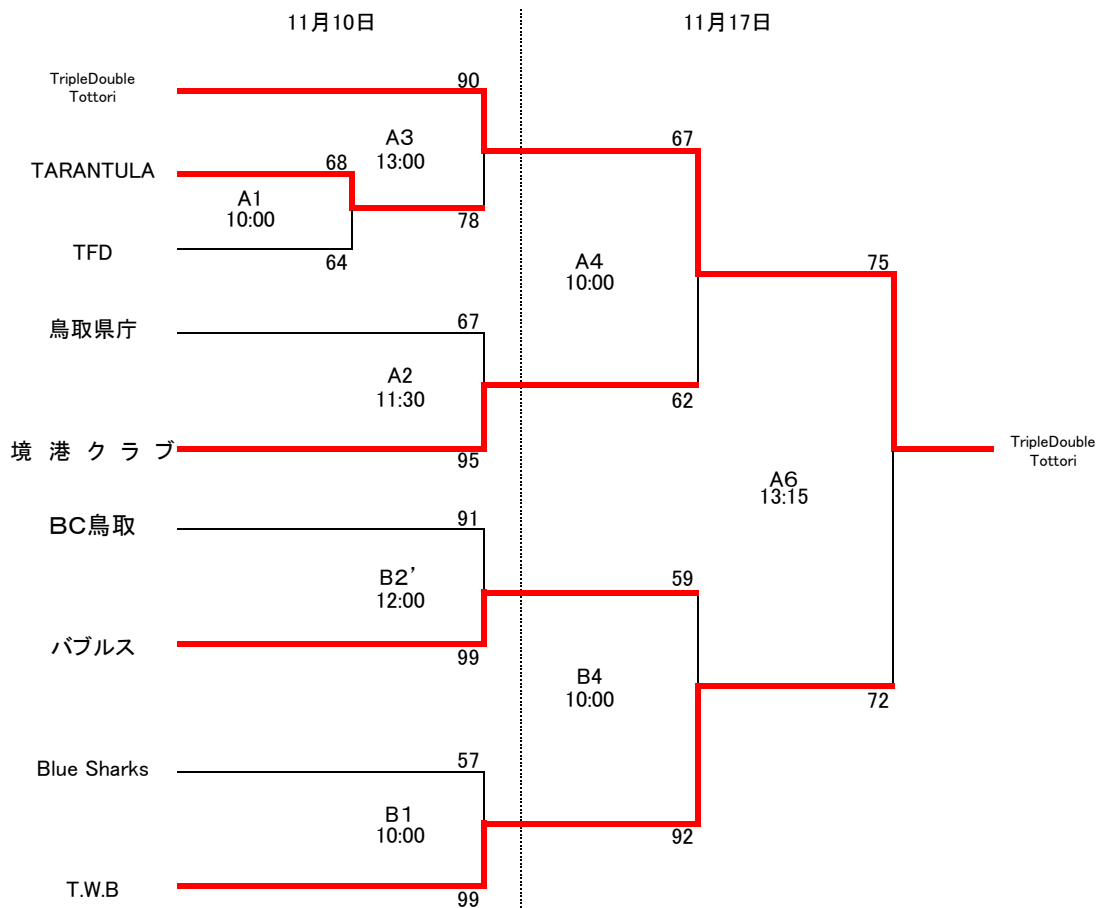 11月10日
11月17日
TripleDouble
Tottori
90
A3
13:00
67
TARANTULA
68
A1
10:00
78
TFD
64
A4
10:00
75
鳥取県庁
67
A2
11:30
62
境 港 ク ラ ブ
95
TripleDouble
Tottori
A6
13:15
BC鳥取
91
B2’
12:00
59
バブルス
99
B4
10:00
72
Blue Sharks
57
B1
10:00
92
T.W.B
99